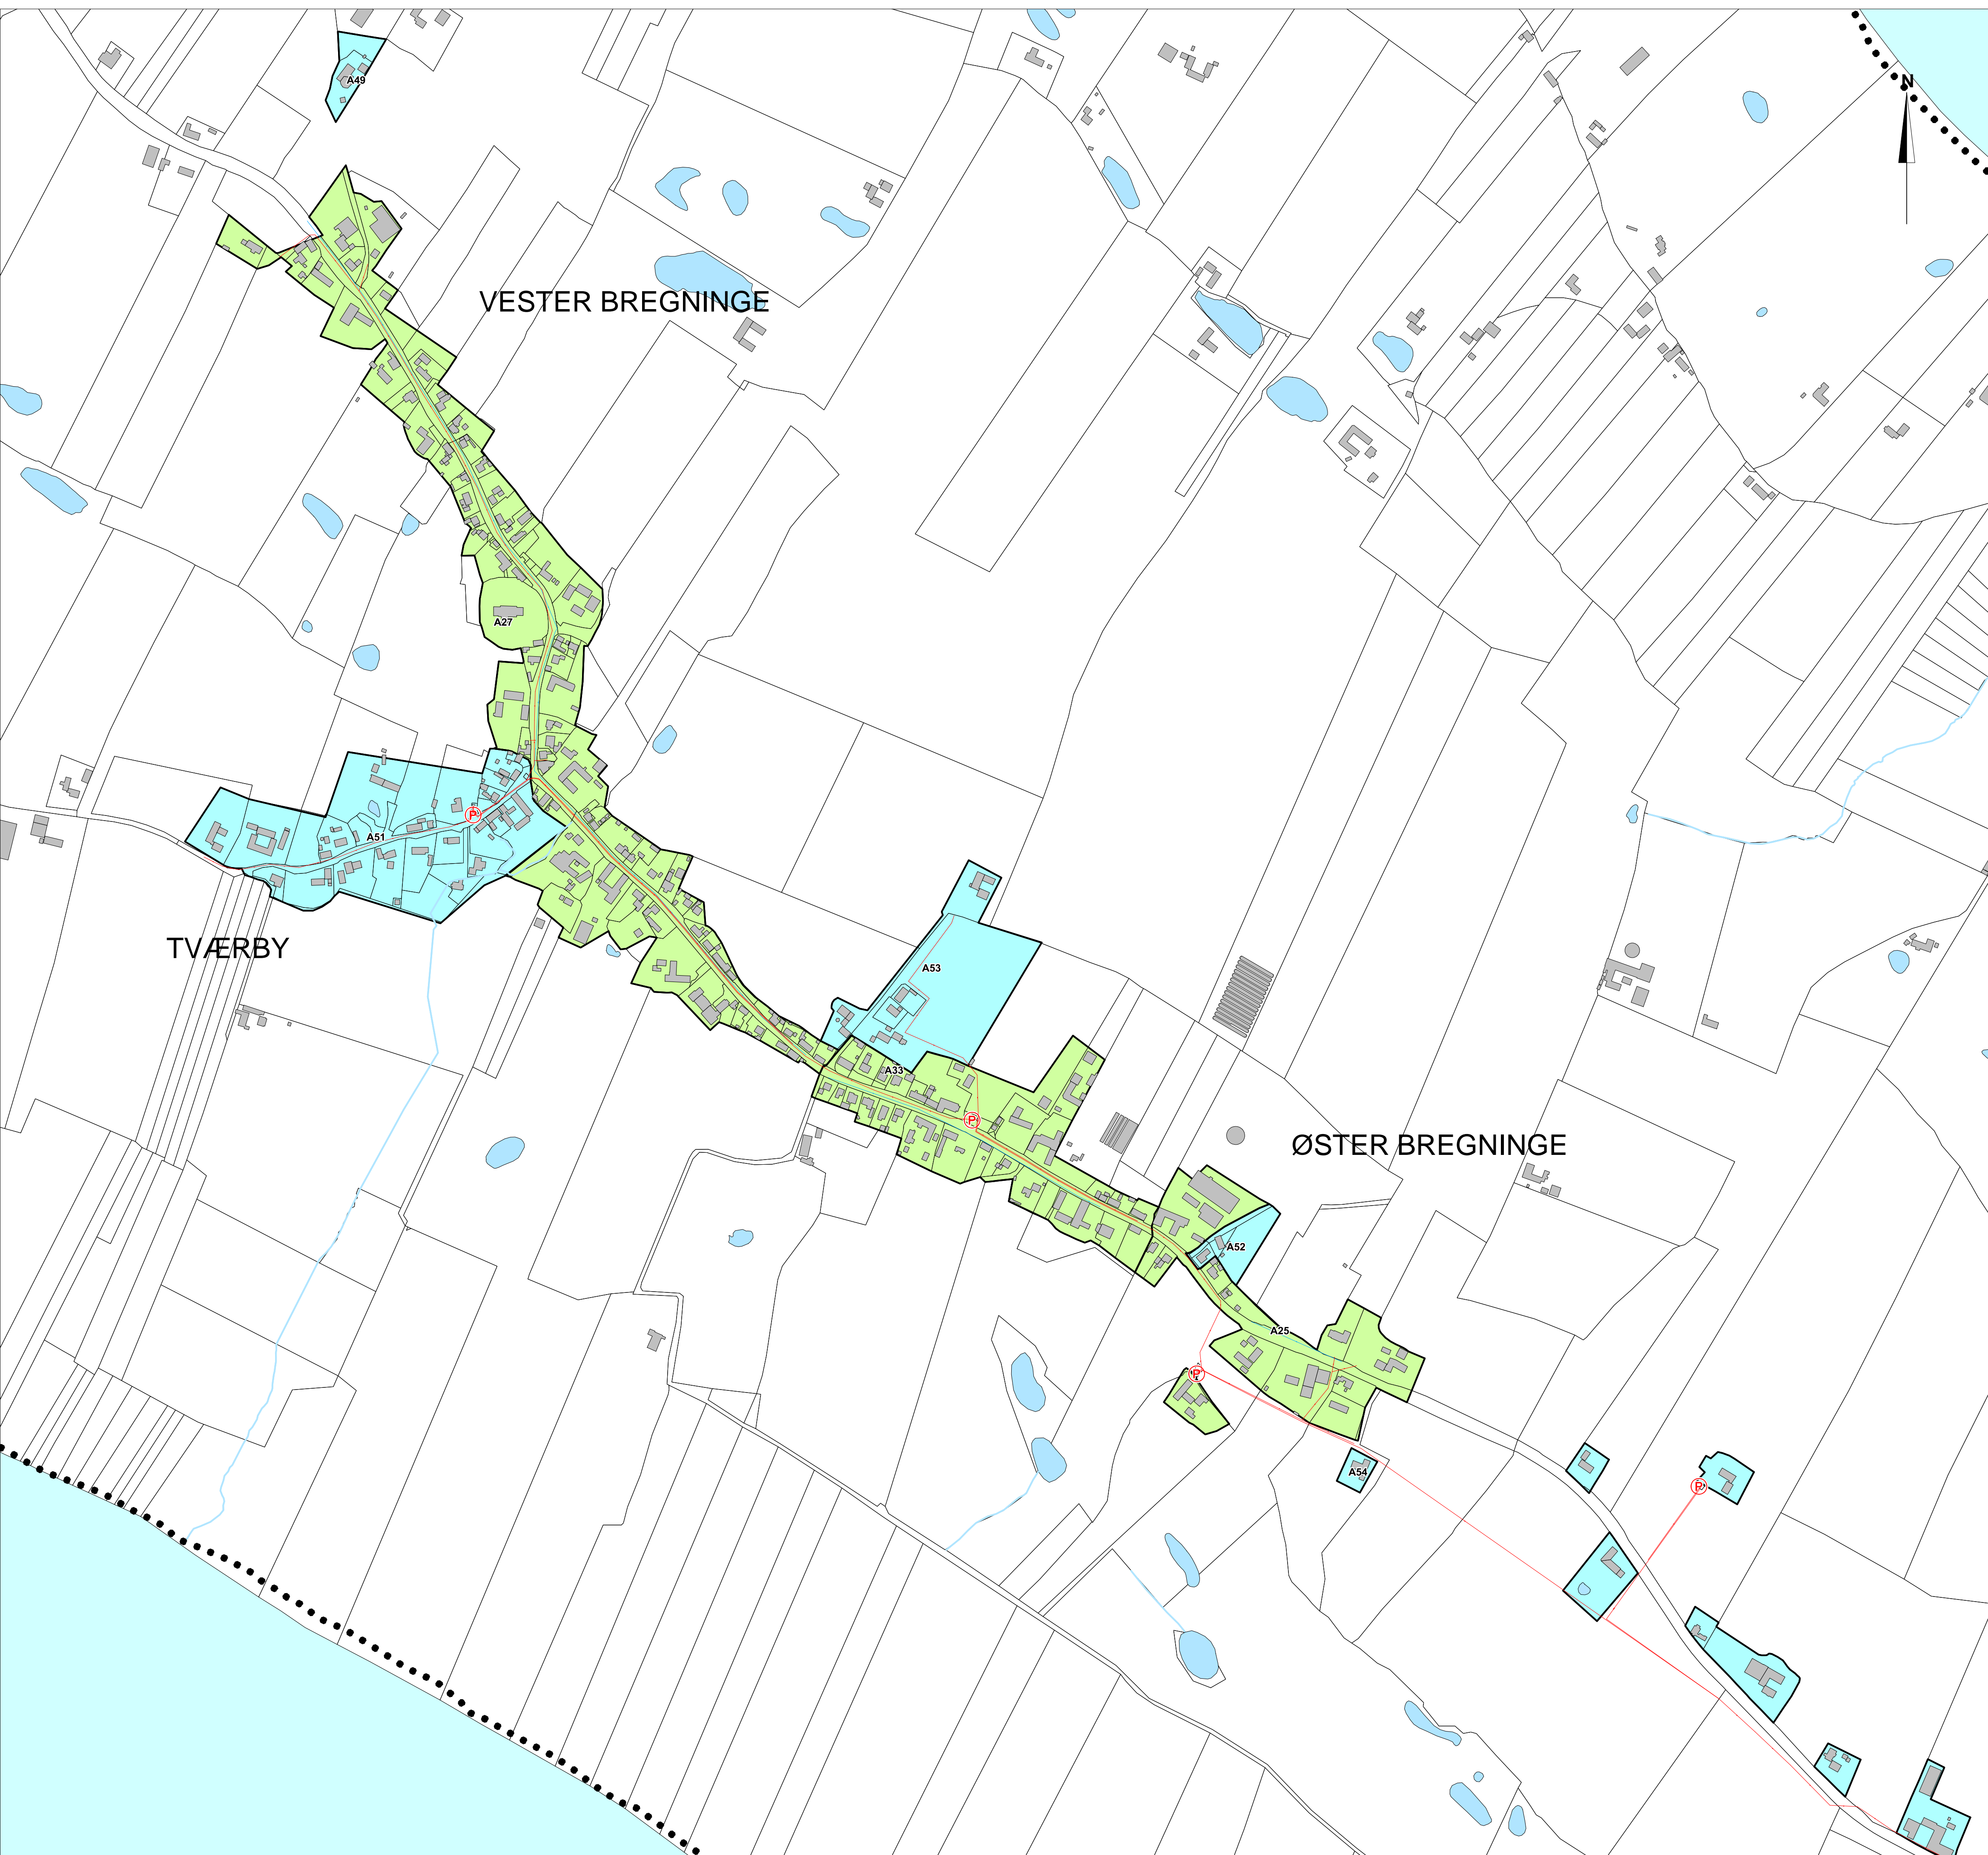 A49
N
VESTER BREGNINGE
A27
P
A51
TVÆRBY
A53
A33
P
ØSTER BREGNINGE
A52
A25
P
A54
P